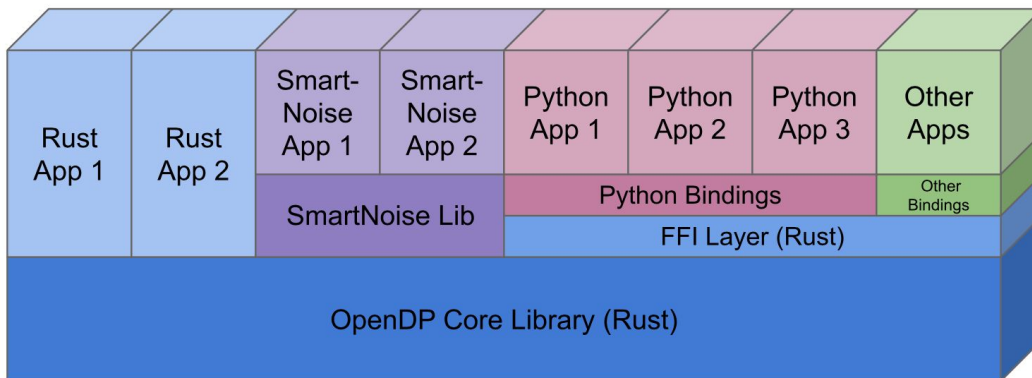 Rust
App 1
Rust
App 2
Smart-
Noise
App 1
Smart-
Noise
App 2
Python
App 1
Python
App 2
Python
App 3
Other
Apps
SmartNoise Lib
Python Bindings
Other
Bindings
FFI Layer (Rust)
OpenDP Core Library (Rust)